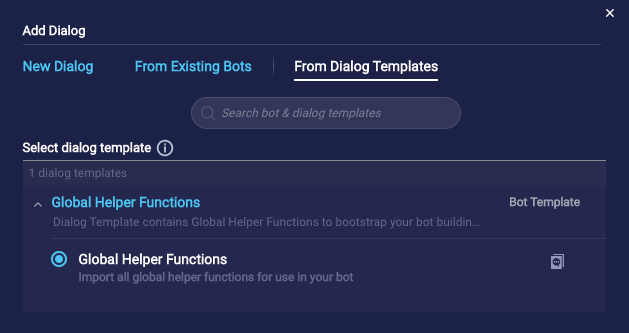 Add Dialog
New Dialog
From Existing Bots
From Dialog Templates
Search bot & dialog templates
Select dialog template
1 dialog templates
Global Helper Functions
Bot Template
Dialog Template contains Global Helper Functions to bootstrap your bot buildin...
Global Helper Functions
Import all global helper functions for use in your bot